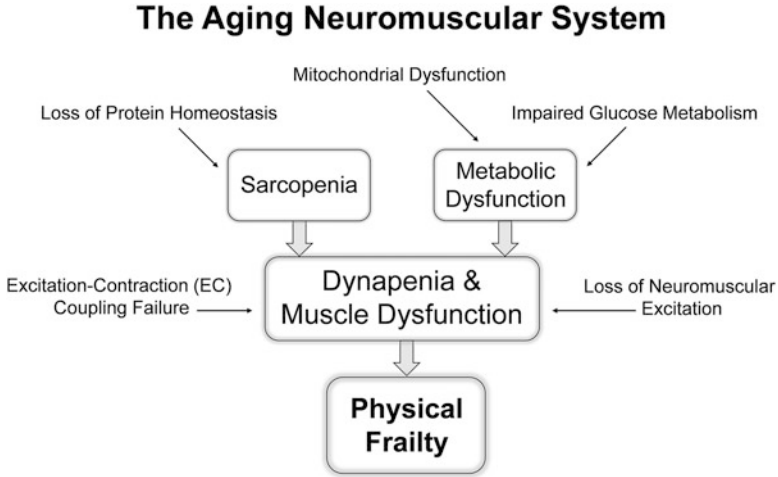 The Aging Neuromuscular System
Mitochondrial Dysfunction
Loss of Protein Homeostasis
Impaired Glucose Metabolism
Sarcopenia
Metabolic
Dysfunction
Excitation-Contraction (EC)
Coupling Failure
Dynapenia &
Muscle Dysfunction
Loss of Neuromuscular
Excitation
Physical
Frailty